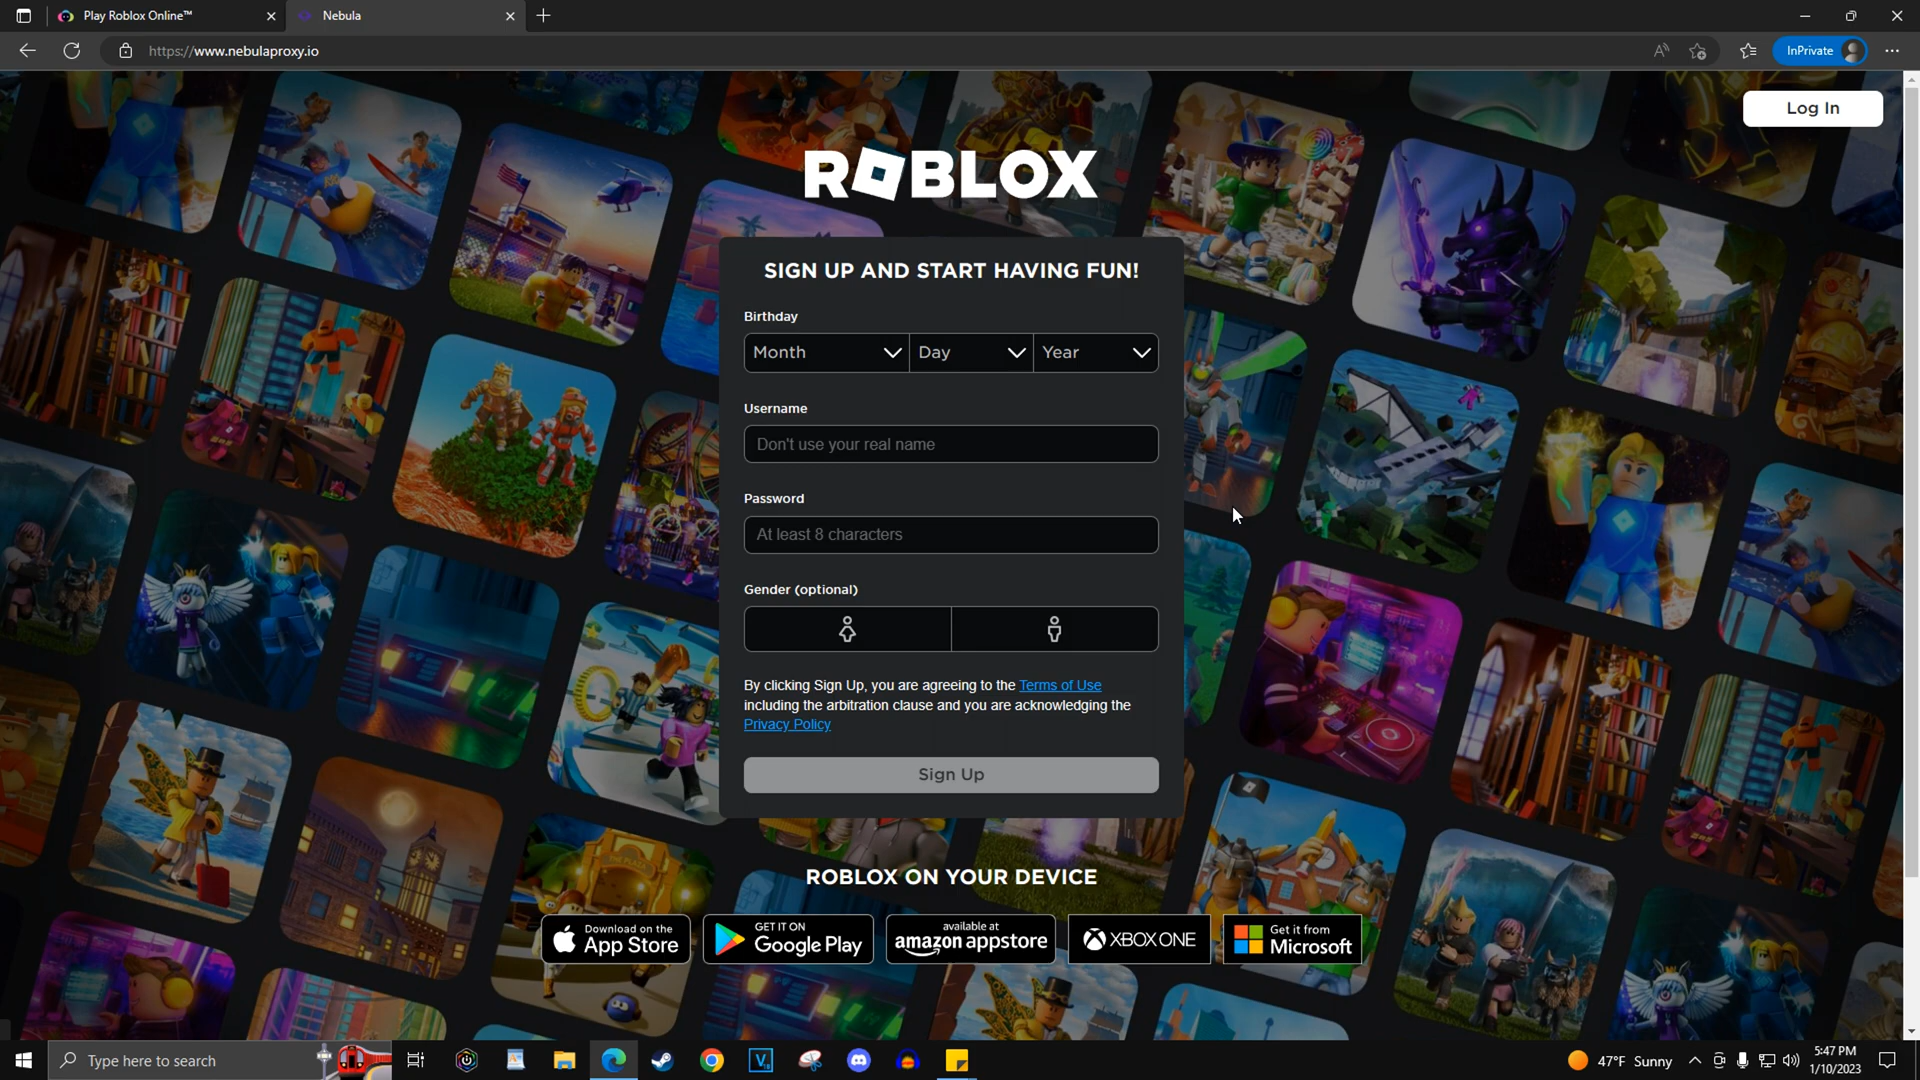 Play Roblox Online™
Nebula
https://www.nebulaproxy.io
InPrivate
Log In
ROBLOX
SIGN UP AND START HAVING FUN!
Birthday
Month Day Year
Username
Don't use your real name
Password
At least 8 characters
Gender (optional)
By clicking Sign Up, you are agreeing to the Terms of Use
including the arbitration clause and you are acknowledging the
Privacy Policy
Sign Up
ROBLOX ON YOUR DEVICE
Download on the
App Store
GET IT ON
Google Play
available at
amazon appstore
XBOX ONE
Get it from
Microsoft
Type here to search
47°F Sunny
5:47 PM
1/10/2023